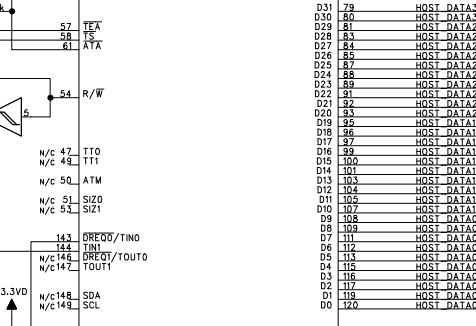 k
57 TEA
58 TS
61 ATA
54 R/W
5
N/C 47 TT0
N/C 49 TT1
N/C 50 ATM
N/C 51 SIZ0
N/C 53 SIZ1
143 DREQ0/TIN0
144 TIN1
N/C 146 DREQ1/TOUT0
N/C 147 TOUT1
3.3VD
N/C 148 SDA
N/C 149 SCL
D31 79 HOST_DATA3
D30 80 HOST_DATA3
D29 81 HOST_DATA2
D28 83 HOST_DATA2
D27 84 HOST_DATA2
D26 85 HOST_DATA2
D25 87 HOST_DATA2
D24 88 HOST_DATA2
D23 89 HOST_DATA2
D22 91 HOST_DATA2
D21 92 HOST_DATA2
D20 93 HOST_DATA2
D19 95 HOST_DATA1
D18 96 HOST_DATA1
D17 97 HOST_DATA1
D16 99 HOST_DATA1
D15 100 HOST_DATA1
D14 101 HOST_DATA1
D13 103 HOST_DATA1
D12 104 HOST_DATA1
D11 105 HOST_DATA1
D10 107 HOST_DATA1
D9 108 HOST_DATA0
D8 109 HOST_DATA0
D7 111 HOST_DATA0
D6 112 HOST_DATA0
D5 113 HOST_DATA0
D4 115 HOST_DATA0
D3 116 HOST_DATA0
D2 117 HOST_DATA0
D1 119 HOST_DATA0
D0 120 HOST_DATA0